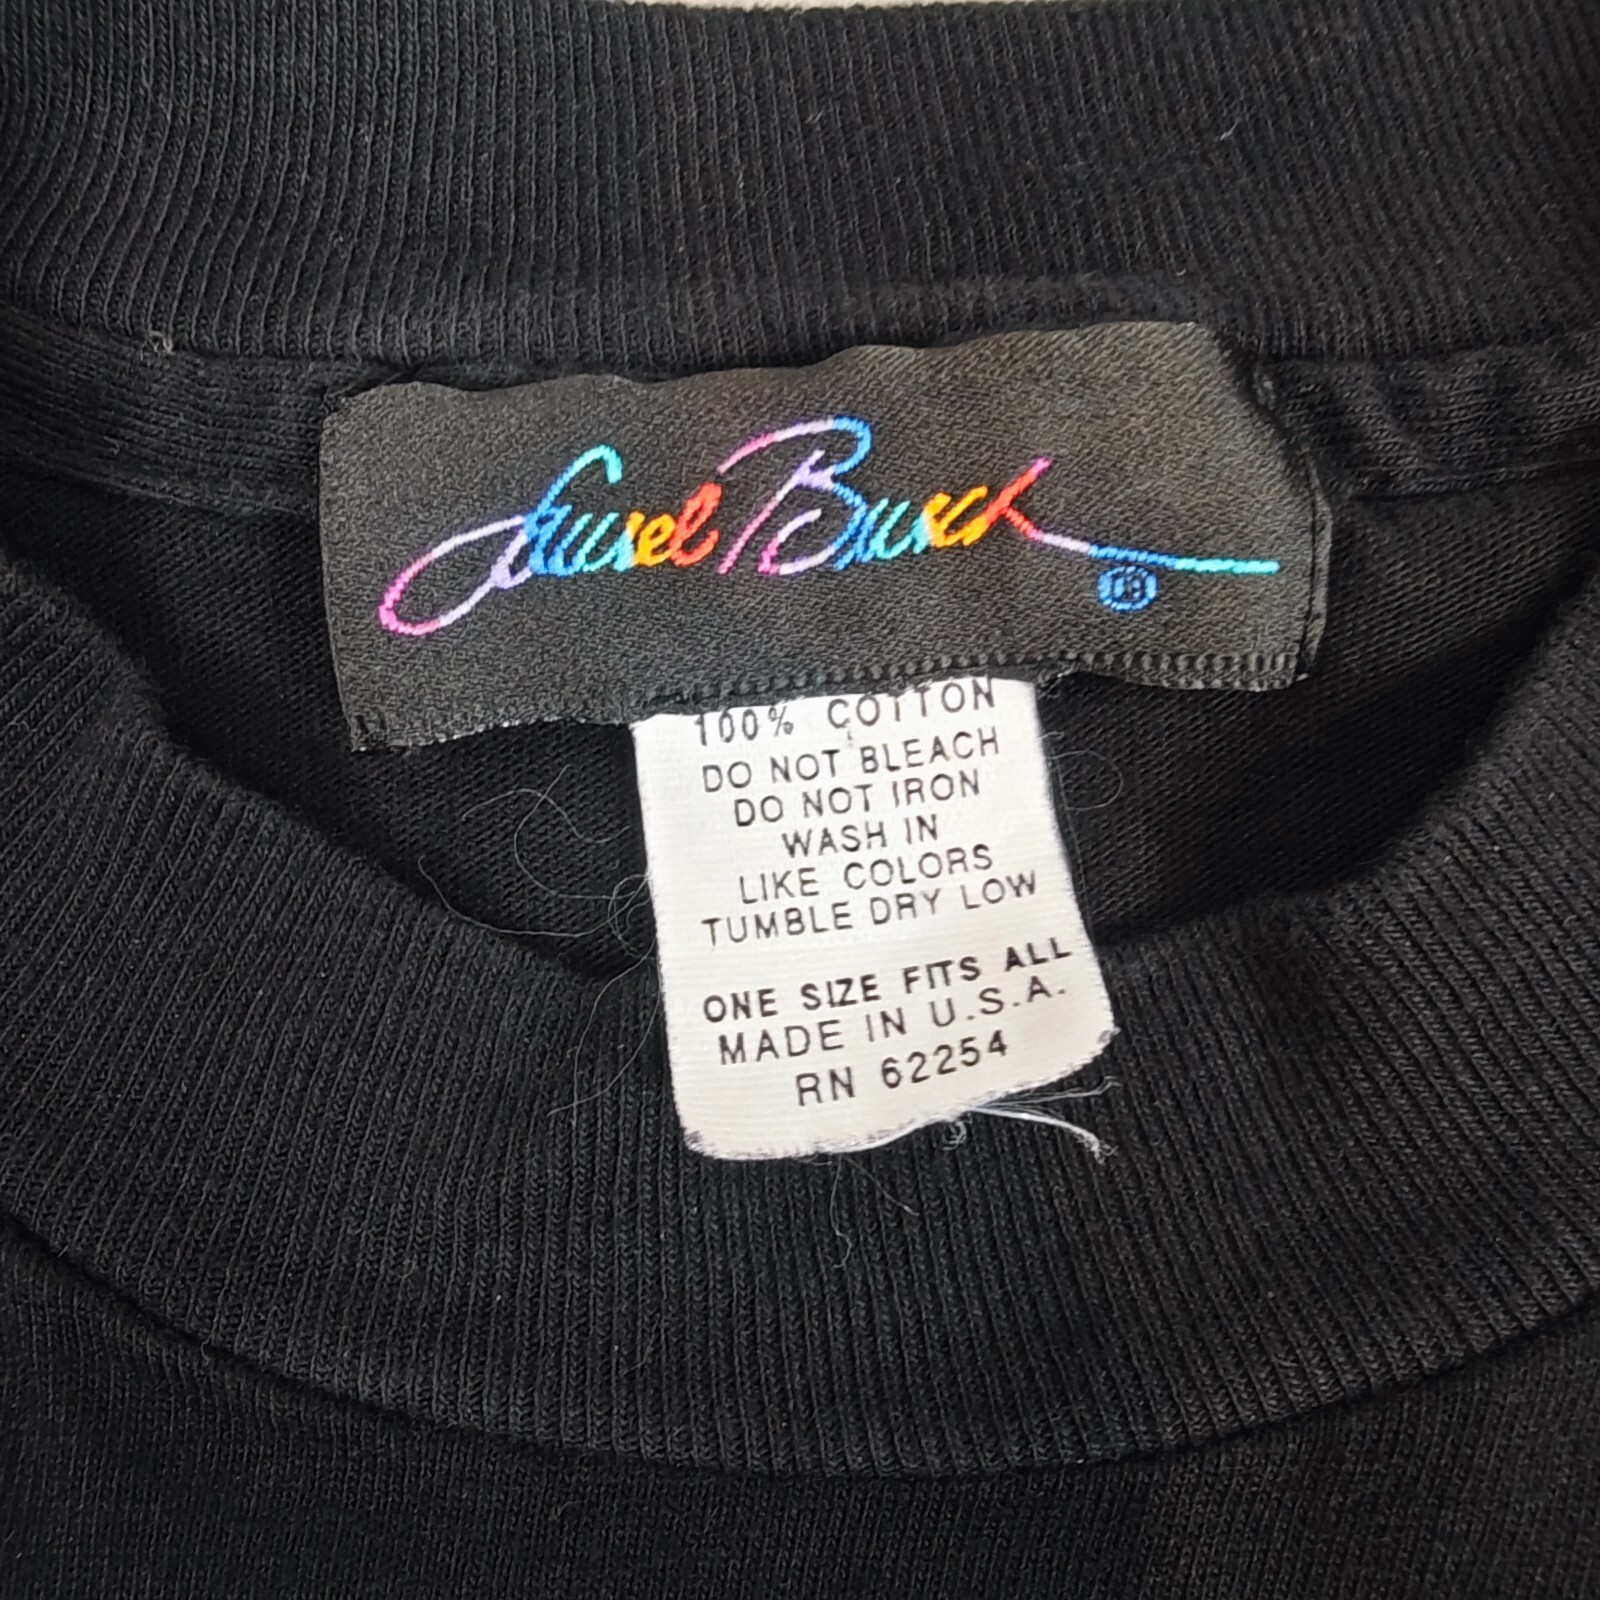 Laurel Burch ®
100% COTTON
DO NOT BLEACH
DO NOT IRON
WASH IN
LIKE COLORS
TUMBLE DRY LOW
ONE SIZE FITS ALL
MADE IN U.S.A.
RN 62254